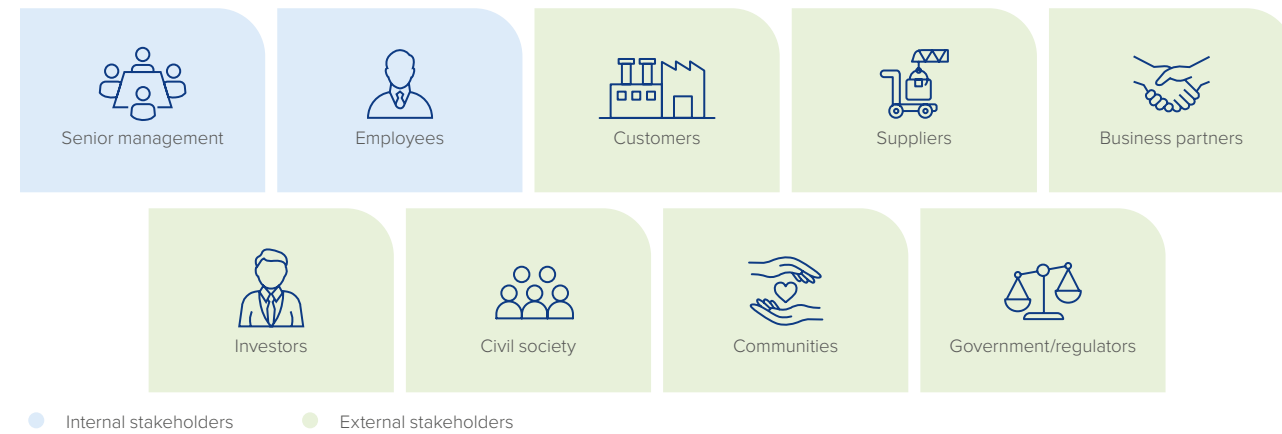 Senior management
Employees
Customers
Suppliers
Business partners
Investors
Civil society
Communities
Government/regulators
Internal stakeholders
External stakeholders